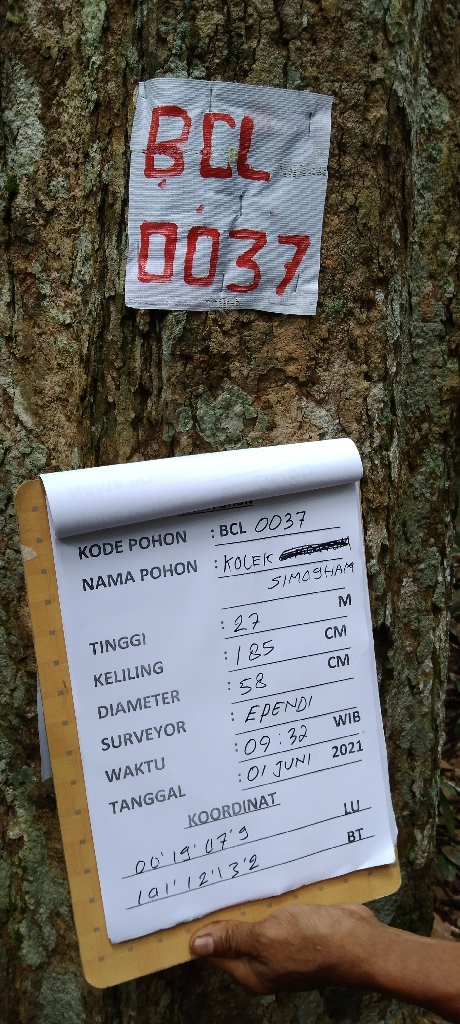 BCL
0037
KODE POHON : BCL 0037
NAMA POHON : KOLEK
SIMOGHAM
TINGGI : 27 M
KELILING : 185 CM
DIAMETER : 58 CM
SURVEYOR : EPENDI
WAKTU : 09:32 WIB
TANGGAL : 01 JUNI 2021
KOORDINAT
00'19'07'9 LU
101'12'13'2 BT